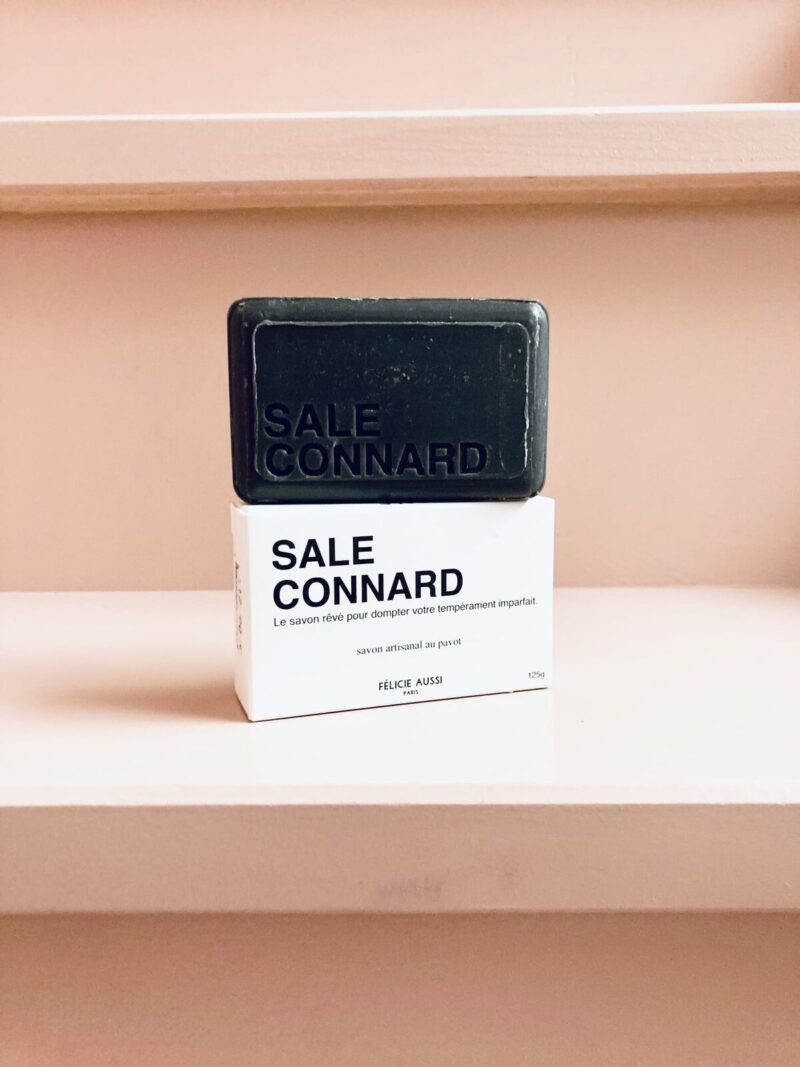 SALE
CONNARD
SALE
CONNARD
Le savon rêvé pour dompter votre tempérament imparfait.
savon artisanal au pavot
125g
FÉLICIE AUSSI
PARIS